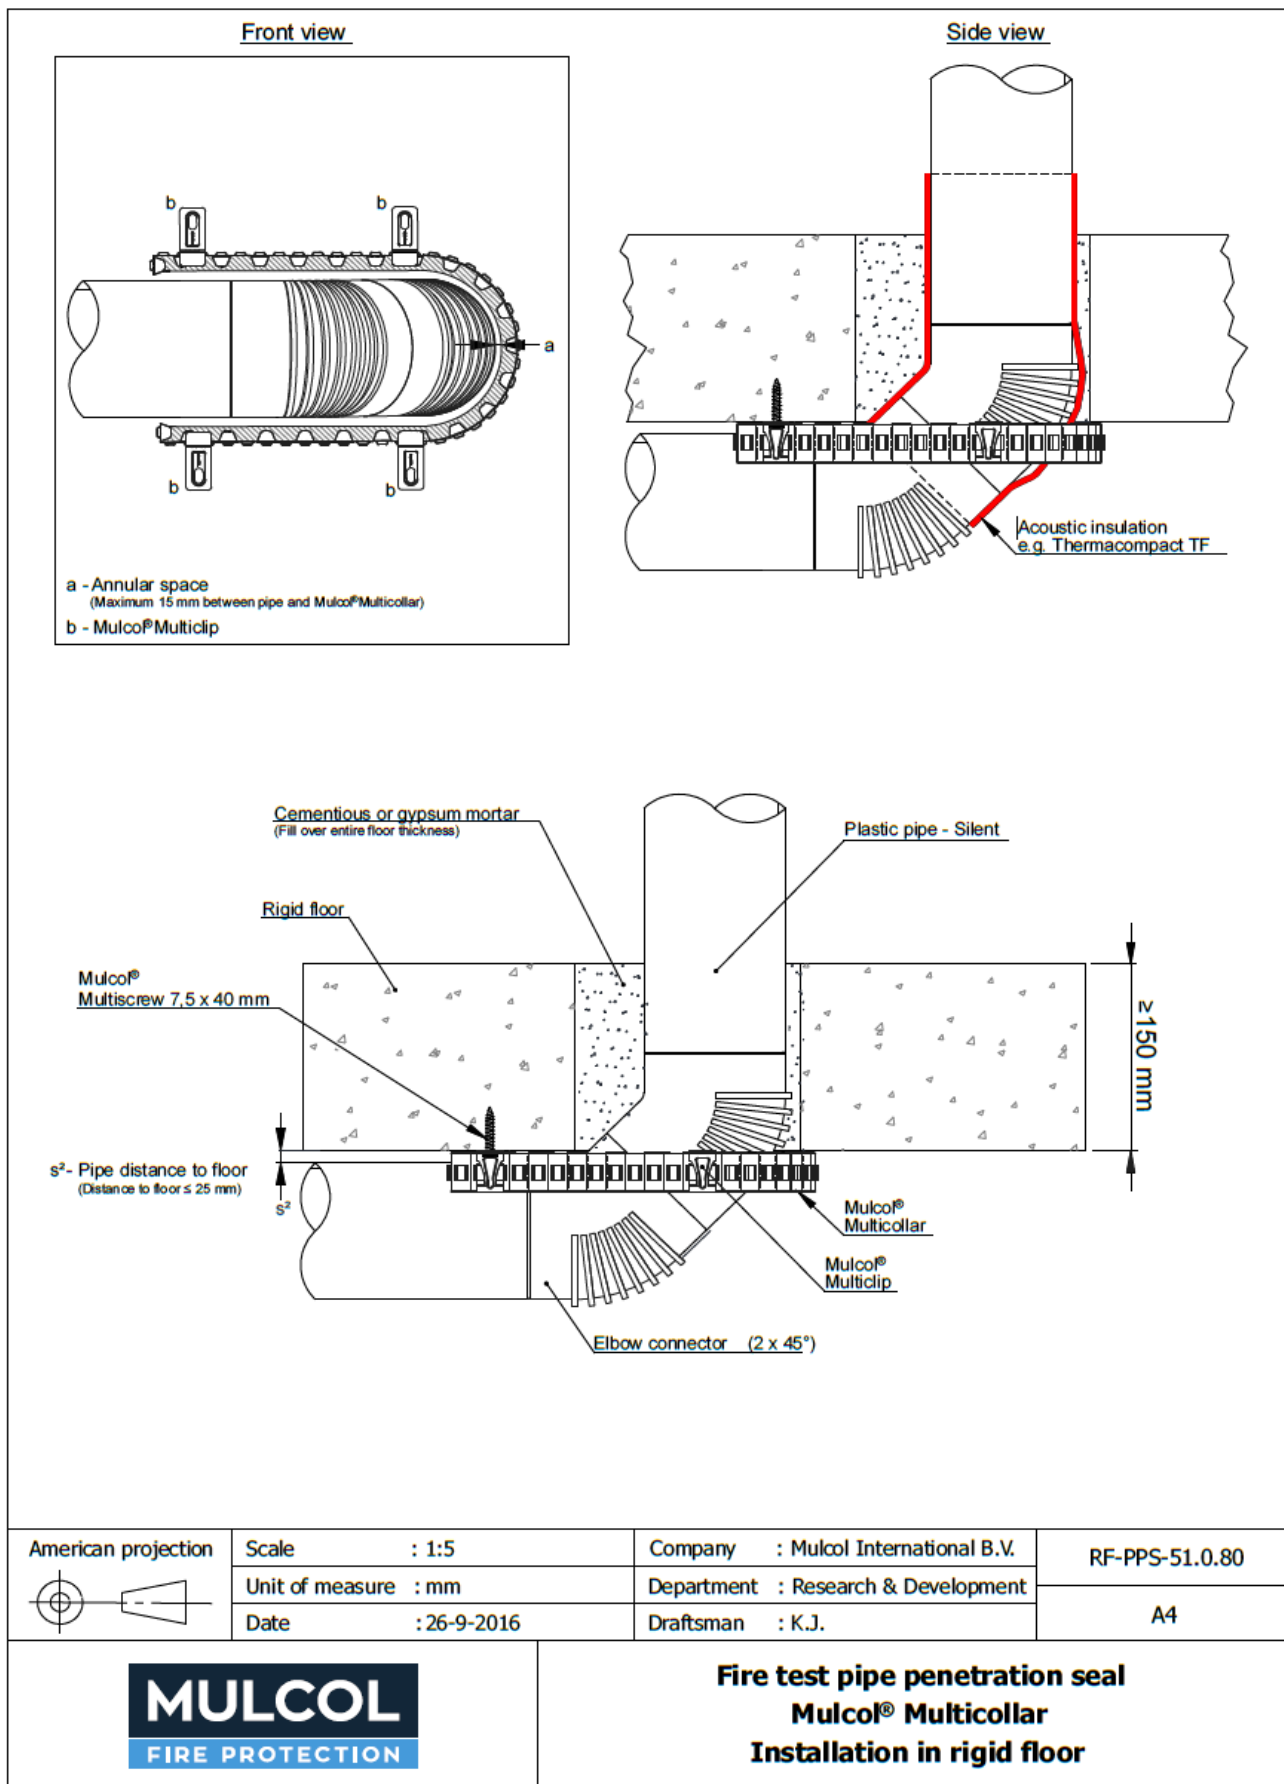 Front view
Side view
b
b
a
b
b
a - Annular space
(Maximum 15 mm between pipe and Mulcol® Multicollar)
b - Mulcol® Multiclip
Acoustic insulation
e.g. Thermacompact TF
Cementious or gypsum mortar
(Fill over entire floor thickness)
Plastic pipe - Silent
Rigid floor
Mulcol®
Multiscrew 7,5 x 40 mm
≥150 mm
s²- Pipe distance to floor
(Distance to floor ≤ 25 mm)
s²
Mulcol®
Multicollar
Mulcol®
Multiclip
Elbow connector (2 x 45°)
American projection
Scale : 1:5
Unit of measure : mm
Date : 26-9-2016
Company : Mulcol International B.V.
Department : Research & Development
Draftsman : K.J.
RF-PPS-51.0.80
A4
MULCOL
FIRE PROTECTION
Fire test pipe penetration seal
Mulcol® Multicollar
Installation in rigid floor